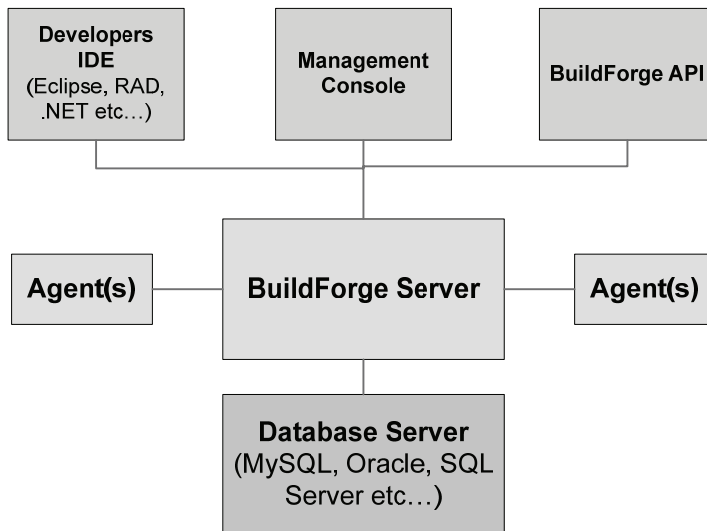 Developers
IDE
(Eclipse, RAD,
.NET etc…)
Management
Console
BuildForge API
Agent(s)
BuildForge Server
Agent(s)
Database Server
(MySQL, Oracle, SQL
Server etc…)